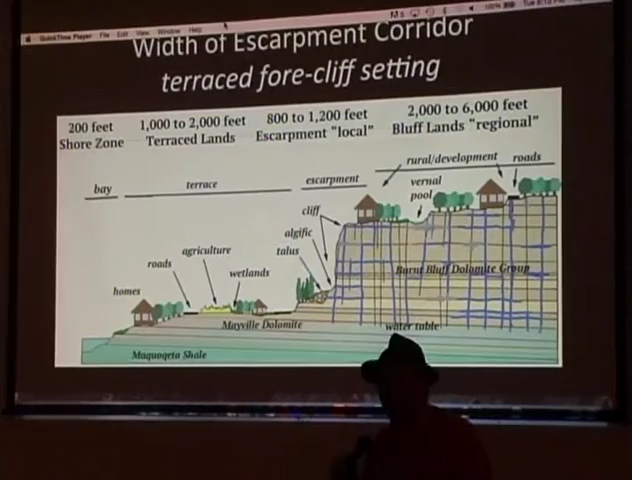 QuickTime Player File Edit View Window Help
Width of Escarpment Corridor
terraced fore-cliff setting
200 feet
Shore Zone
1,000 to 2,000 feet
Terraced Lands
800 to 1,200 feet
Escarpment "local"
2,000 to 6,000 feet
Bluff Lands "regional"
bay
terrace
escarpment
rural/development
roads
vernal
pool
cliff
algific
talus
agriculture
wetlands
roads
homes
Burnt Bluff Dolomite Group
Mayville Dolomite
water table
Maquoqeta Shale